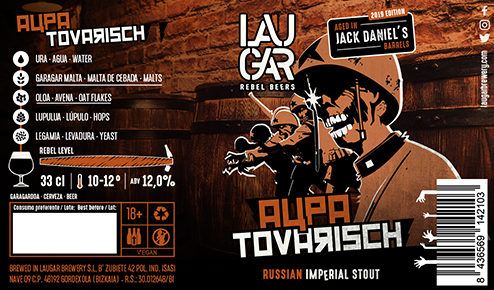 AUPA
TOVARISCH
URA · AGUA · WATER
GARAGAR MALTA · MALTA DE CEBADA · MALTS
OLOA · AVENA · OAT FLAKES
LUPULUA · LÚPULO · HOPS
LEGAMIA · LEVADURA · YEAST
REBEL LEVEL
33 cl | 10-12º | ABV 12,0%
GARAGARDOA · CERVEZA · BEER
Consumo preferente / Lote: Best before / Lot:
18+
VEGAN
BREWED IN LAUGAR BREWERY S.L. Bº ZUBIETE 42 POL. IND. ISASI
NAVE 09 C.P. 48192 GORDEXOLA (BIZKAIA) - R.S.: 30.012648/BI
LAU
GAR
REBEL BEERS
2019 EDITION
AGED IN
JACK DANIEL'S
BARRELS
AUPA
TOVARISCH
RUSSIAN IMPERIAL STOUT
laugarbrewery.com
8 436569 142103